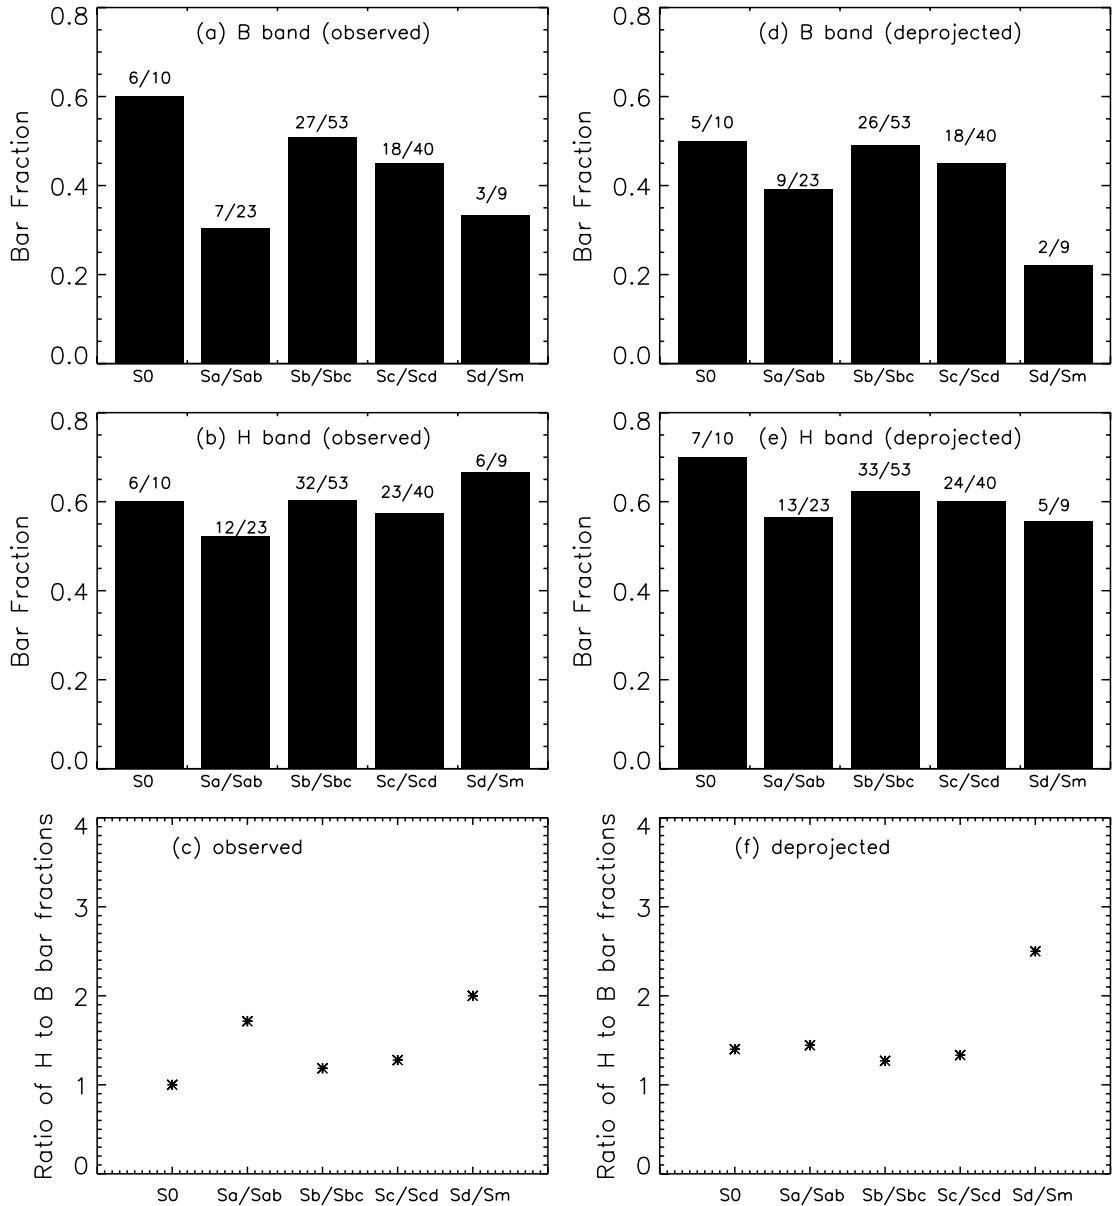 (a) B band (observed)
Bar Fraction
0.8
0.6
0.4
0.2
0.0
6/10
7/23
27/53
18/40
3/9
S0
Sa/Sab
Sb/Sbc
Sc/Scd
Sd/Sm
(d) B band (deprojected)
Bar Fraction
0.8
0.6
0.4
0.2
0.0
5/10
9/23
26/53
18/40
2/9
S0
Sa/Sab
Sb/Sbc
Sc/Scd
Sd/Sm
(b) H band (observed)
Bar Fraction
0.8
0.6
0.4
0.2
0.0
6/10
12/23
32/53
23/40
6/9
S0
Sa/Sab
Sb/Sbc
Sc/Scd
Sd/Sm
(e) H band (deprojected)
Bar Fraction
0.8
0.6
0.4
0.2
0.0
7/10
13/23
33/53
24/40
5/9
S0
Sa/Sab
Sb/Sbc
Sc/Scd
Sd/Sm
(c) observed
Ratio of H to B bar fractions
4
3
2
1
0
S0
Sa/Sab
Sb/Sbc
Sc/Scd
Sd/Sm
(f) deprojected
Ratio of H to B bar fractions
4
3
2
1
0
S0
Sa/Sab
Sb/Sbc
Sc/Scd
Sd/Sm